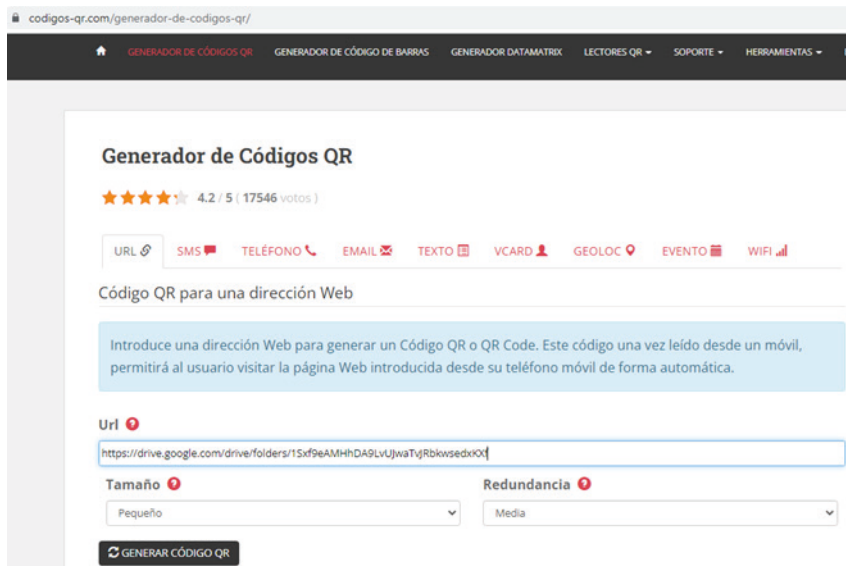 codigos-qr.com/generador-de-codigos-qr/
GENERADOR DE CÓDIGOS QR GENERADOR DE CÓDIGO DE BARRAS GENERADOR DATAMATRIX LECTORES QR SOPORTE HERRAMIENTAS
Generador de Códigos QR
4.2 / 5 ( 17546 votos )
URL SMS TELÉFONO EMAIL TEXTO VCARD GEOLOC EVENTO WIFI
Código QR para una dirección Web
Introduce una dirección Web para generar un Código QR o QR Code. Este código una vez leído desde un móvil,
permitirá al usuario visitar la página Web introducida desde su teléfono móvil de forma automática.
Url
https://drive.google.com/drive/folders/1Sxf9eAMHhDA9LvUJwaTvJRbkwsedxKXf
Tamaño Redundancia
Pequeño Media
GENERAR CÓDIGO QR